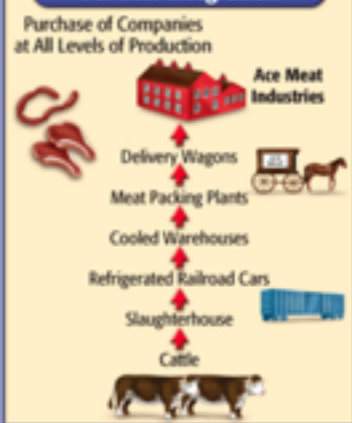 Purchase of Companies
at All Levels of Production
Ace Meat
Industries
Delivery Wagons
Meat Packing Plants
Cooled Warehouses
Refrigerated Railroad Cars
Slaughterhouse
Cattle